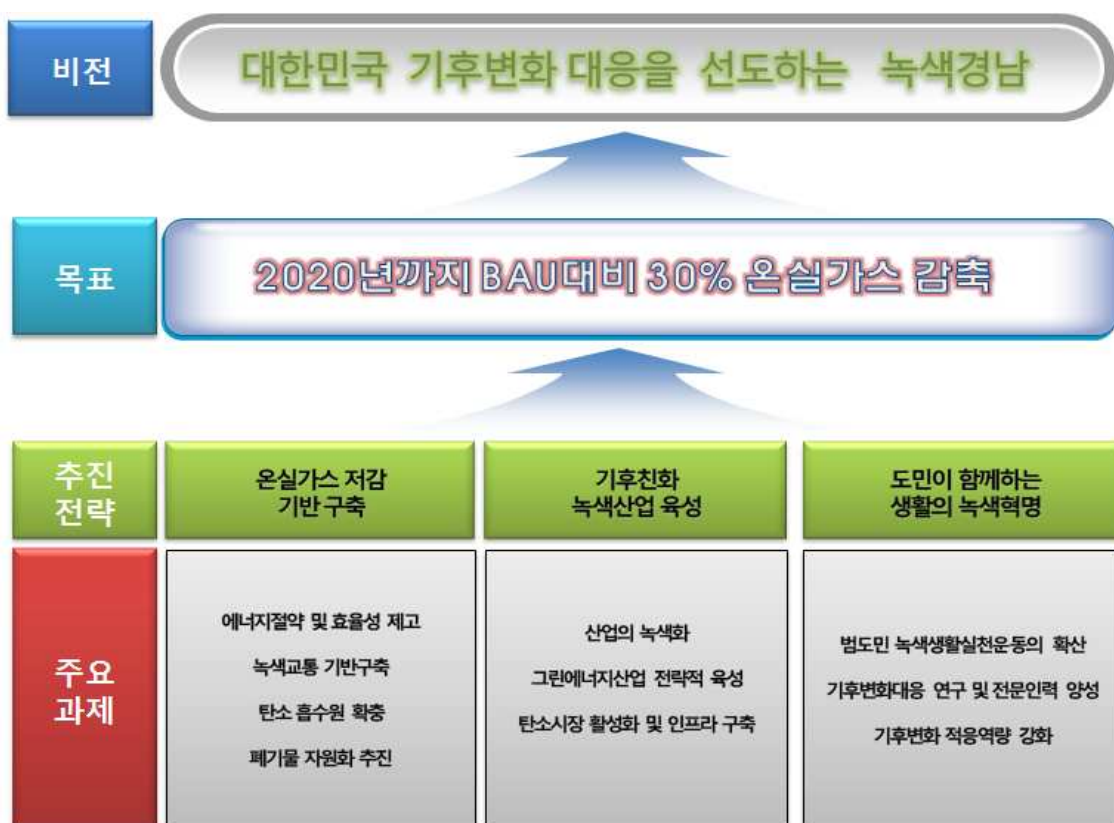 비전
대한민국 기후변화 대응을 선도하는 녹색경남
목표
2020년까지 BAU대비 30% 온실가스 감축
추진
전략
온실가스 저감
기반 구축
기후친화
녹색산업 육성
도민이 함께하는
생활의 녹색혁명
주요
과제
에너지절약 및 효율성 제고
녹색교통 기반구축
탄소 흡수원 확충
폐기물 자원화 추진
산업의 녹색화
그린에너지산업 전략적 육성
탄소시장 활성화 및 인프라 구축
범도민 녹색생활실천운동의 확산
기후변화대응 연구 및 전문인력 양성
기후변화 적응역량 강화